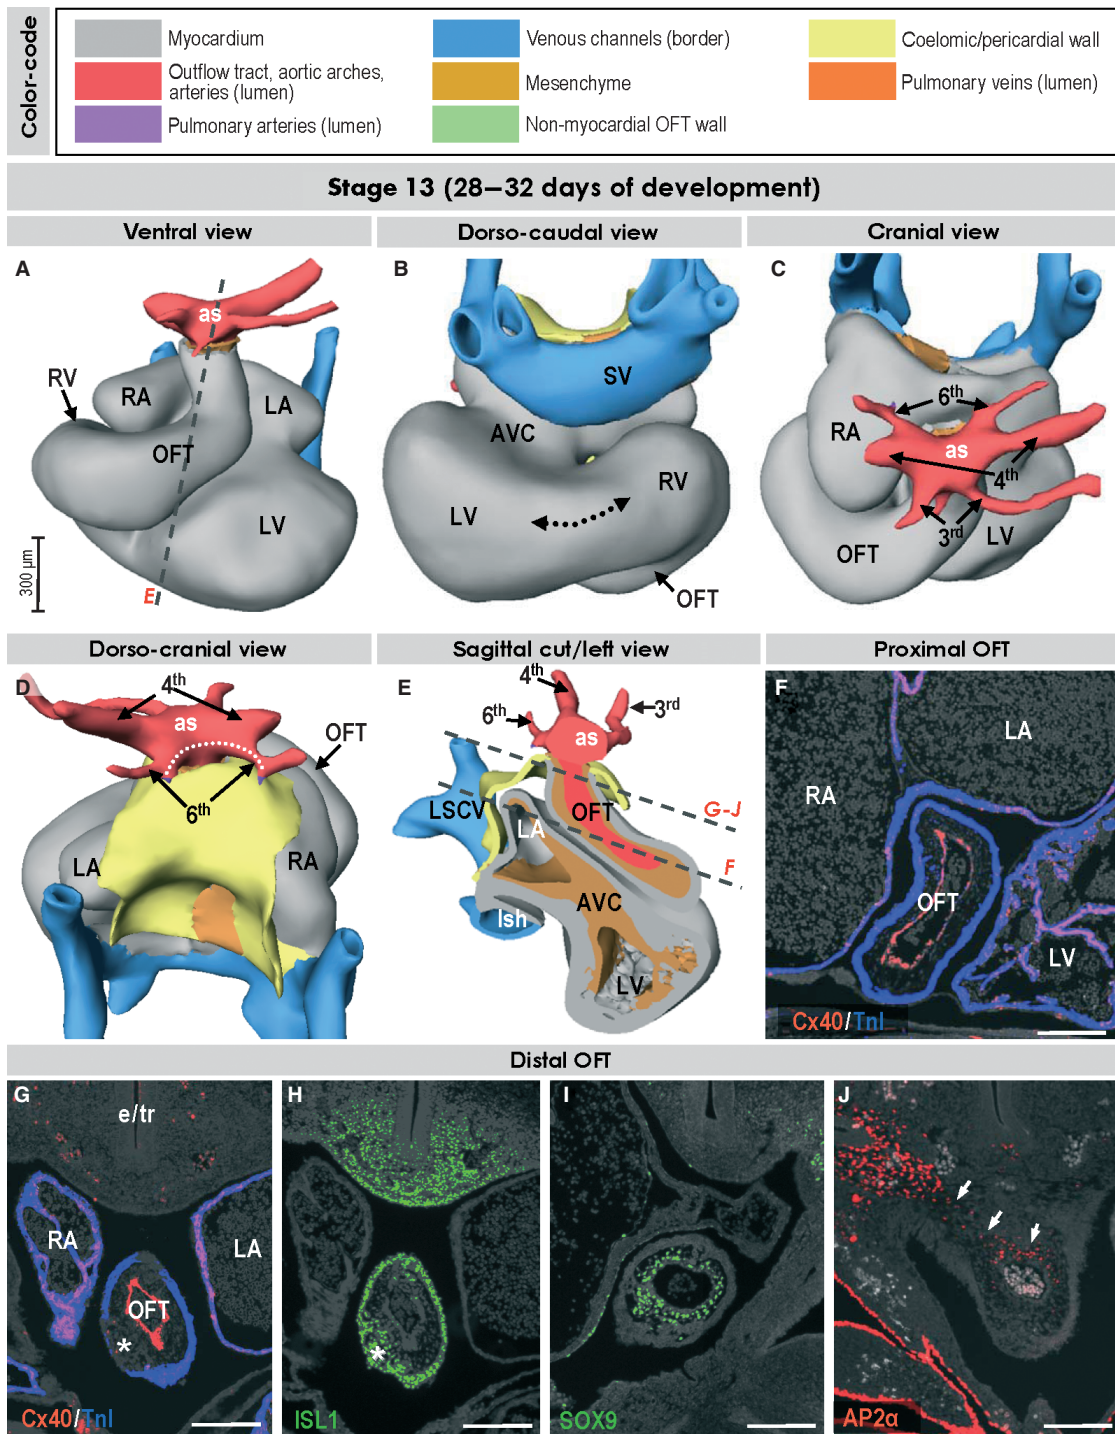 Color-code
Myocardium
Outflow tract, aortic arches,
arteries (lumen)
Pulmonary arteries (lumen)
Venous channels (border)
Mesenchyme
Non-myocardial OFT wall
Coelomic/pericardial wall
Pulmonary veins (lumen)
Stage 13 (28–32 days of development)
Ventral view
Dorso-caudal view
Cranial view
A
as
RV
RA
LA
OFT
LV
E
300 µm
B
SV
AVC
RV
LV
OFT
C
6th
RA
as
4th
3rd
LV
OFT
Dorso-cranial view
Sagittal cut/left view
Proximal OFT
D
4th
as
OFT
6th
LA
RA
E
4th
6th
3rd
as
LSCV
OFT
G-J
LA
F
AVC
Ish
LV
F
LA
RA
OFT
LV
Cx40/TnI
Distal OFT
G
e/tr
RA
LA
OFT
*
Cx40/TnI
H
*
ISL1
I
SOX9
J
AP2α